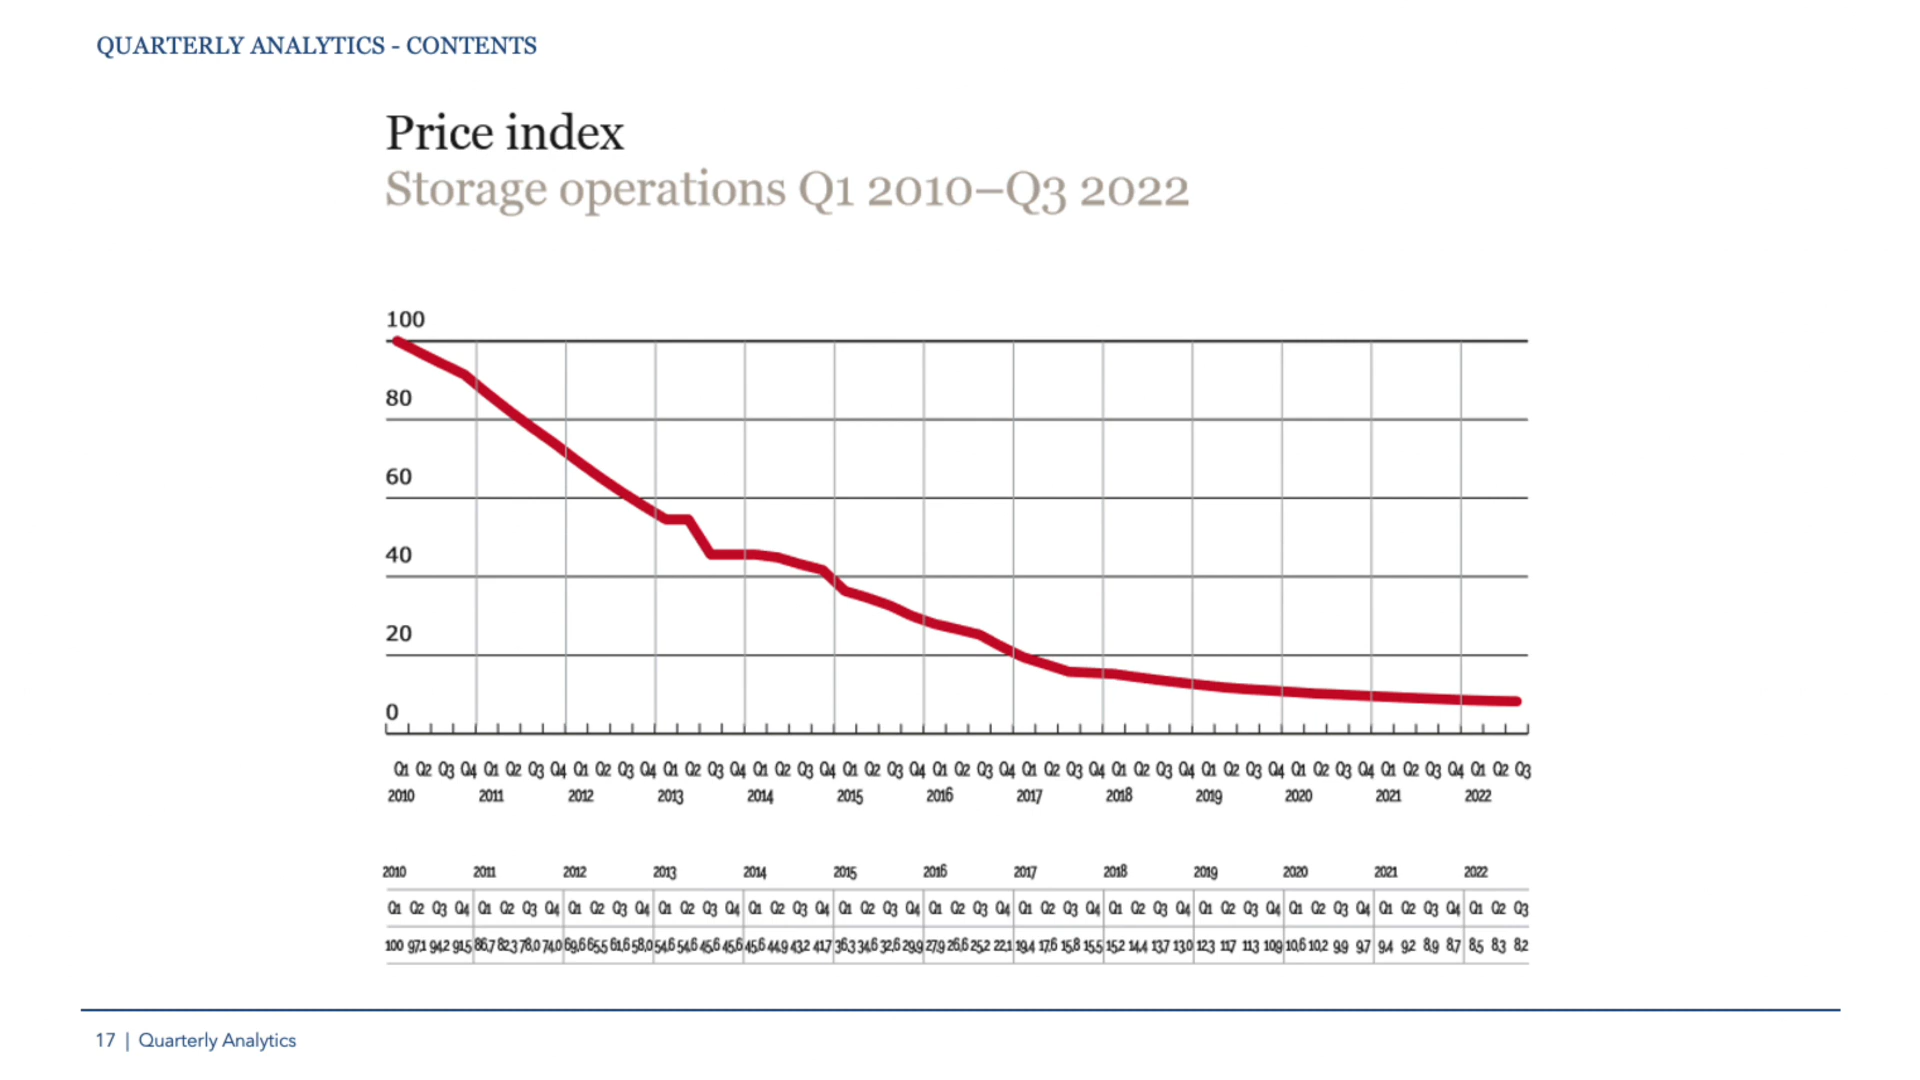 QUARTERLY ANALYTICS - CONTENTS
Price index
Storage operations Q1 2010–Q3 2022
100
80
60
40
20
0
Q1 Q2 Q3 Q4 Q1 Q2 Q3 Q4 Q1 Q2 Q3 Q4 Q1 Q2 Q3 Q4 Q1 Q2 Q3 Q4 Q1 Q2 Q3 Q4 Q1 Q2 Q3 Q4 Q1 Q2 Q3 Q4 Q1 Q2 Q3 Q4 Q1 Q2 Q3 Q4 Q1 Q2 Q3 Q4 Q1 Q2 Q3 Q4 Q1 Q2 Q3
2010 2011 2012 2013 2014 2015 2016 2017 2018 2019 2020 2021 2022
2010 2011 2012 2013 2014 2015 2016 2017 2018 2019 2020 2021 2022
Q1 Q2 Q3 Q4 Q1 Q2 Q3 Q4 Q1 Q2 Q3 Q4 Q1 Q2 Q3 Q4 Q1 Q2 Q3 Q4 Q1 Q2 Q3 Q4 Q1 Q2 Q3 Q4 Q1 Q2 Q3 Q4 Q1 Q2 Q3 Q4 Q1 Q2 Q3 Q4 Q1 Q2 Q3 Q4 Q1 Q2 Q3 Q4 Q1 Q2 Q3
100 97,1 94,2 91,5 86,7 82,3 78,0 74,0 69,6 65,5 61,6 58,0 54,6 54,6 45,6 45,6 45,6 44,9 43,2 41,7 36,3 34,6 32,6 29,9 27,9 26,6 25,2 22,1 19,4 17,6 15,8 15,5 15,2 14,4 13,7 13,0 12,3 11,7 11,3 10,9 10,6 10,2 9,9 9,7 9,4 9,2 8,9 8,7 8,5 8,3 8,2
17 | Quarterly Analytics